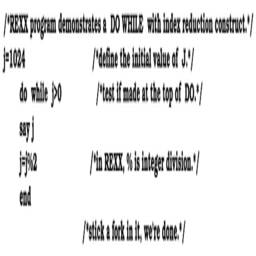 /*REXX program demonstrates a DO WHILE with index reduction construct.*/
j=1024 /*define the initial value of J.*/
do while j>0 /*test if made at the top of DO.*/
say j
j=j%2 /*in REXX, % is integer division.*/
end
/*stick a fork in it, we're done.*/